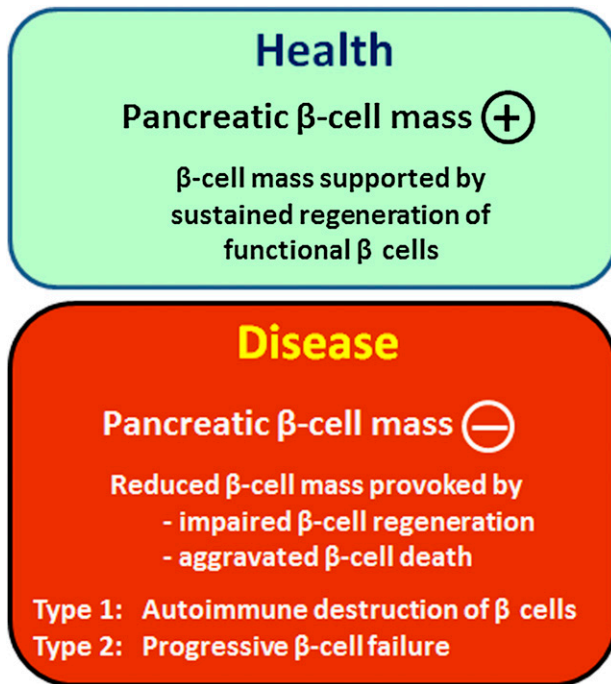 Health
Pancreatic β-cell mass ⊕
β-cell mass supported by
sustained regeneration of
functional β cells
Disease
Pancreatic β-cell mass ⊖
Reduced β-cell mass provoked by
- impaired β-cell regeneration
- aggravated β-cell death
Type 1: Autoimmune destruction of β cells
Type 2: Progressive β-cell failure